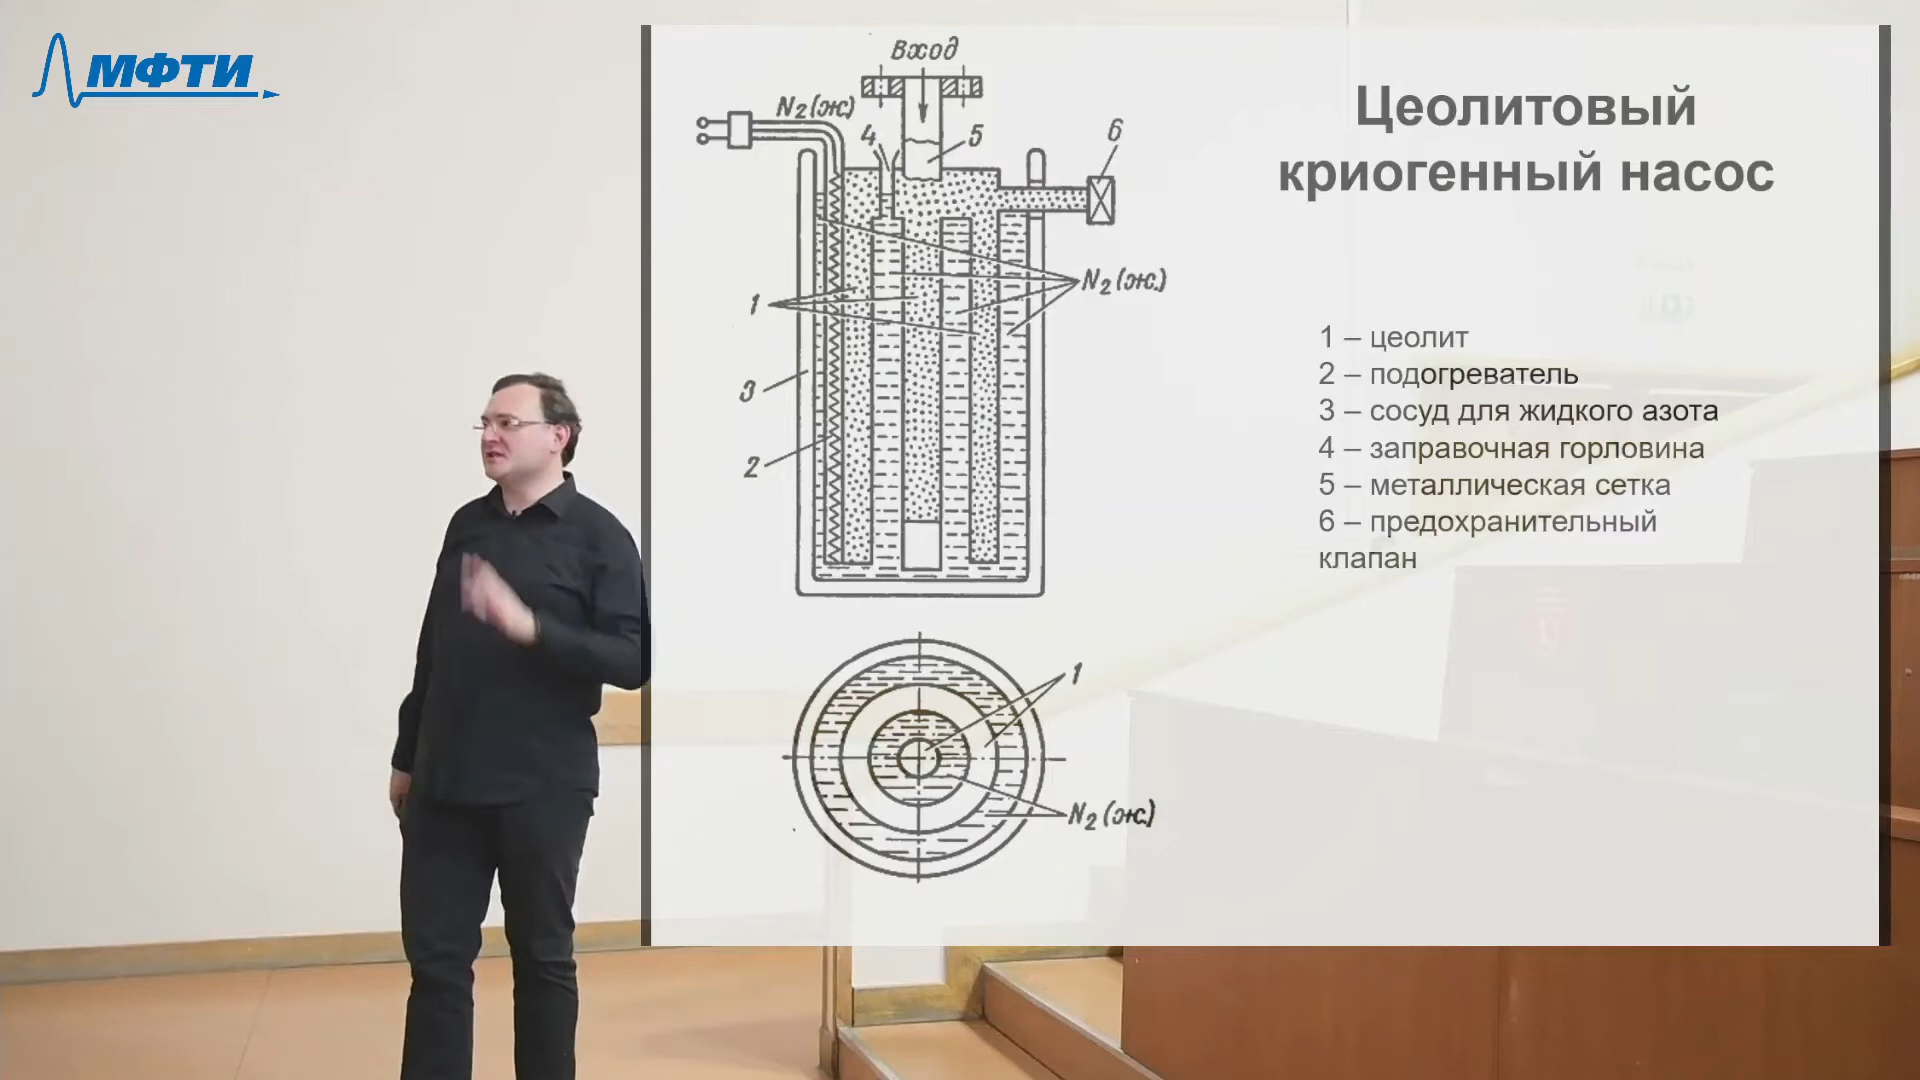 МФТИ
Вход
N₂(ж)
4
5
6
N₂(ж.)
1
3
2
1
N₂(ж.)
Цеолитовый
криогенный насос
1 – цеолит
2 – подогреватель
3 – сосуд для жидкого азота
4 – заправочная горловина
5 – металлическая сетка
6 – предохранительный
клапан